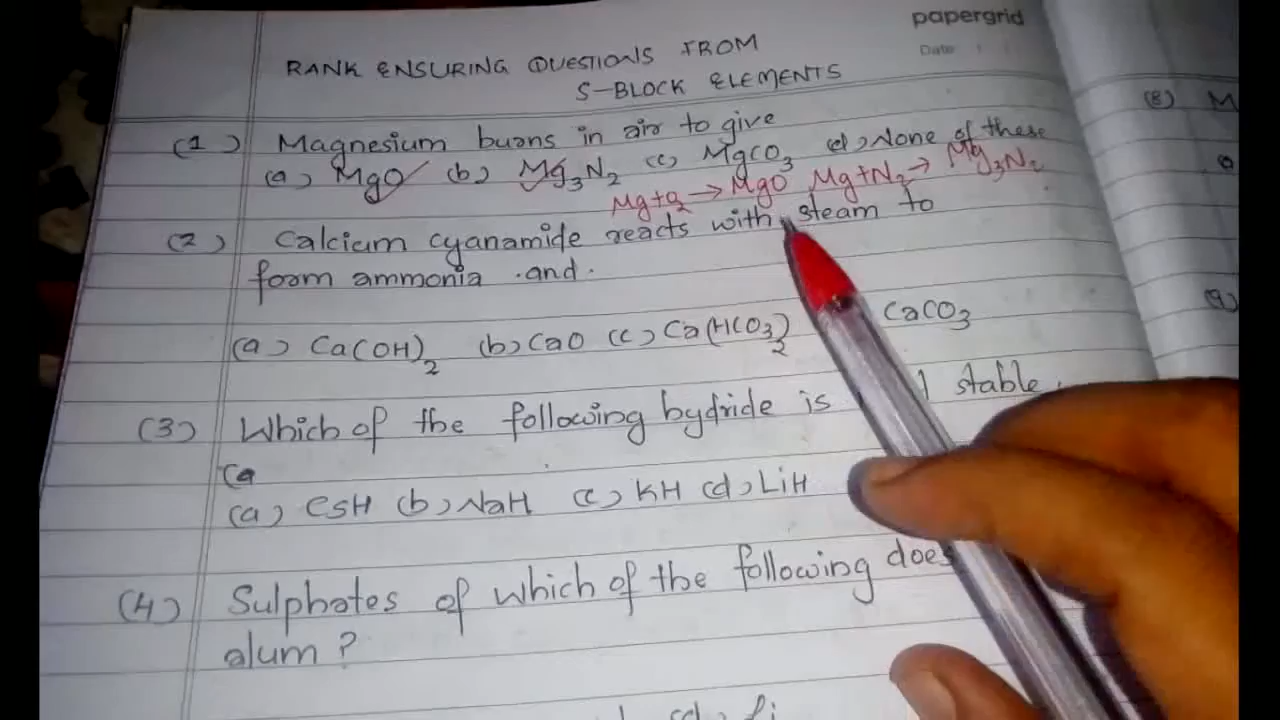 papergrid
Date
RANK ENSURING QUESTIONS FROM
S-BLOCK ELEMENTS
(1) Magnesium burns in air to give
(a) MgO (b) Mg3N2 (c) MgCO3 (d) None of these
Mg+O2→MgO Mg+N2→Mg3N2
(2) Calcium cyanamide reacts with steam to
form ammonia and.
(a) Ca(OH)2 (b) CaO (c) Ca(HCO3)2 CaCO3
(3) Which of the following hydride is stable.
(a
(a) CsH (b) NaH (c) KH (d) LiH
(4) Sulphates of which of the following does
alum?
(d) Li
(8) M
(9)